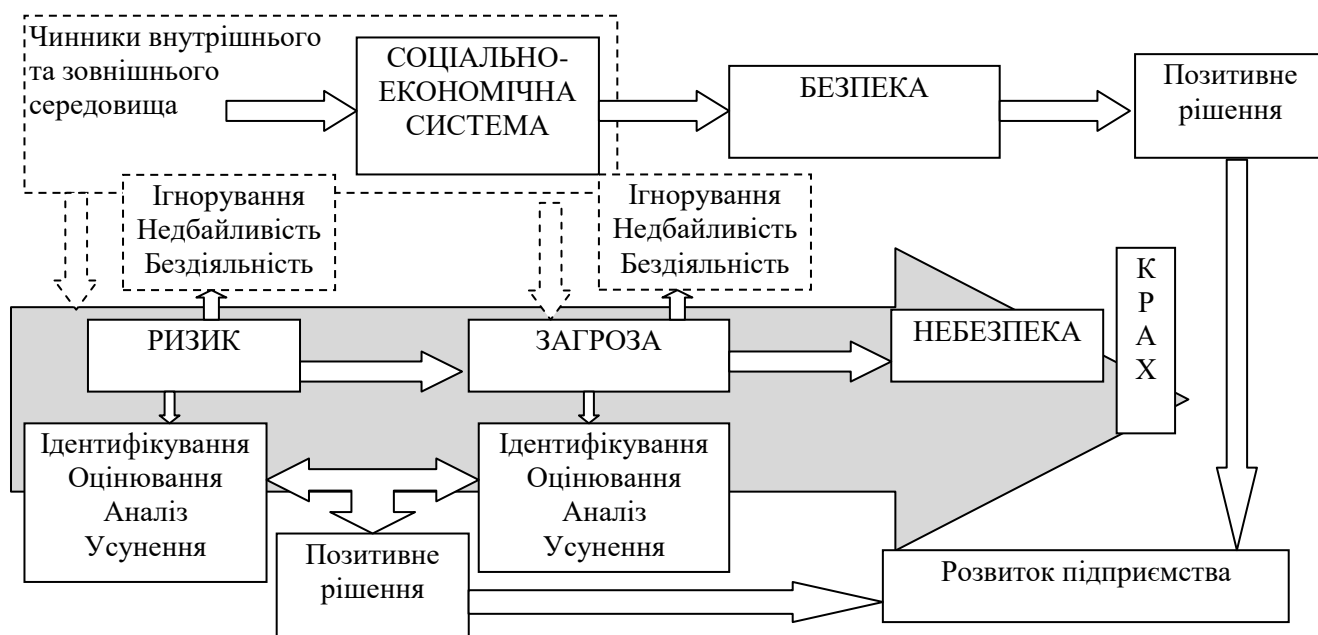 Чинники внутрішнього
та зовнішнього
середовища
СОЦІАЛЬНО-
ЕКОНОМІЧНА
СИСТЕМА
БЕЗПЕКА
Позитивне
рішення
Ігнорування
Недбайливість
Бездіяльність
Ігнорування
Недбайливість
Бездіяльність
РИЗИК
ЗАГРОЗА
НЕБЕЗПЕКА
К
Р
А
Х
Ідентифікування
Оцінювання
Аналіз
Усунення
Ідентифікування
Оцінювання
Аналіз
Усунення
Позитивне
рішення
Розвиток підприємства